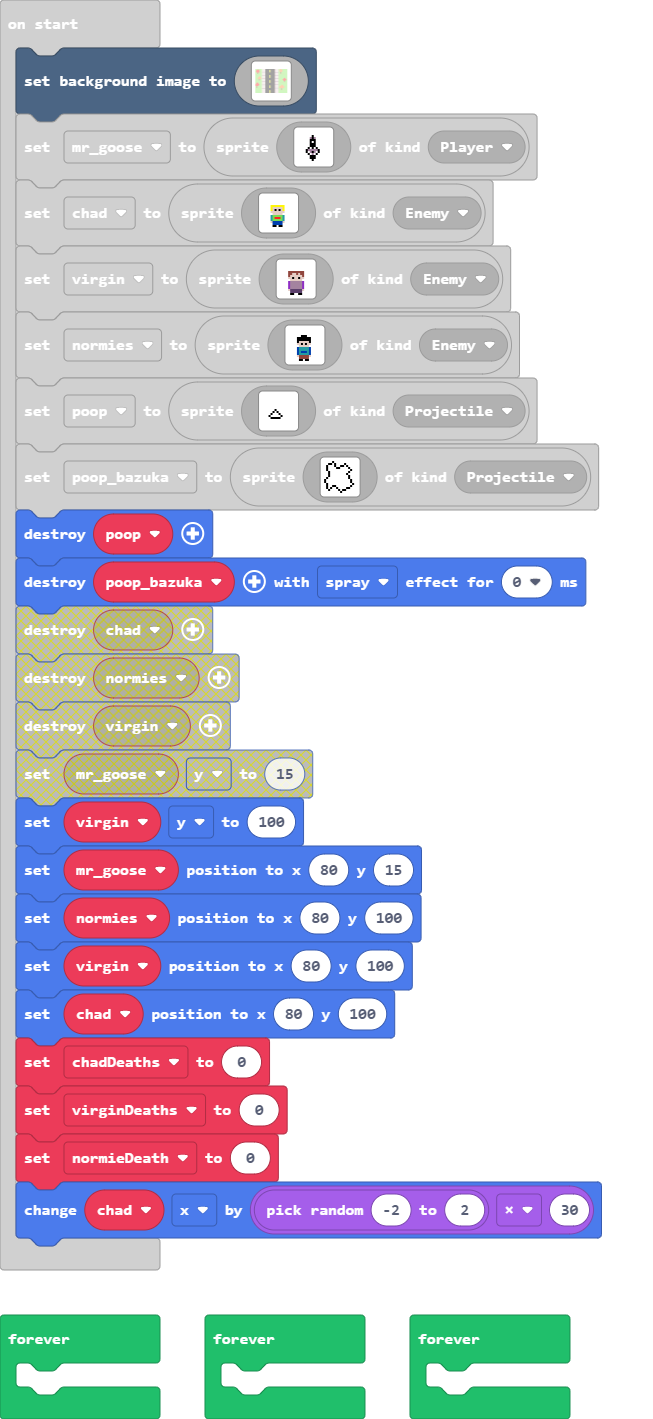 on start
set background image to
set mr_goose to sprite of kind Player
set chad to sprite of kind Enemy
set virgin to sprite of kind Enemy
set normies to sprite of kind Enemy
set poop to sprite of kind Projectile
set poop_bazuka to sprite of kind Projectile
destroy poop
destroy poop_bazuka with spray effect for 0 ms
destroy chad
destroy normies
destroy virgin
set mr_goose y to 15
set virgin y to 100
set mr_goose position to x 80 y 15
set normies position to x 80 y 100
set virgin position to x 80 y 100
set chad position to x 80 y 100
set chadDeaths to 0
set virginDeaths to 0
set normieDeath to 0
change chad x by pick random -2 to 2 × 30
forever forever forever